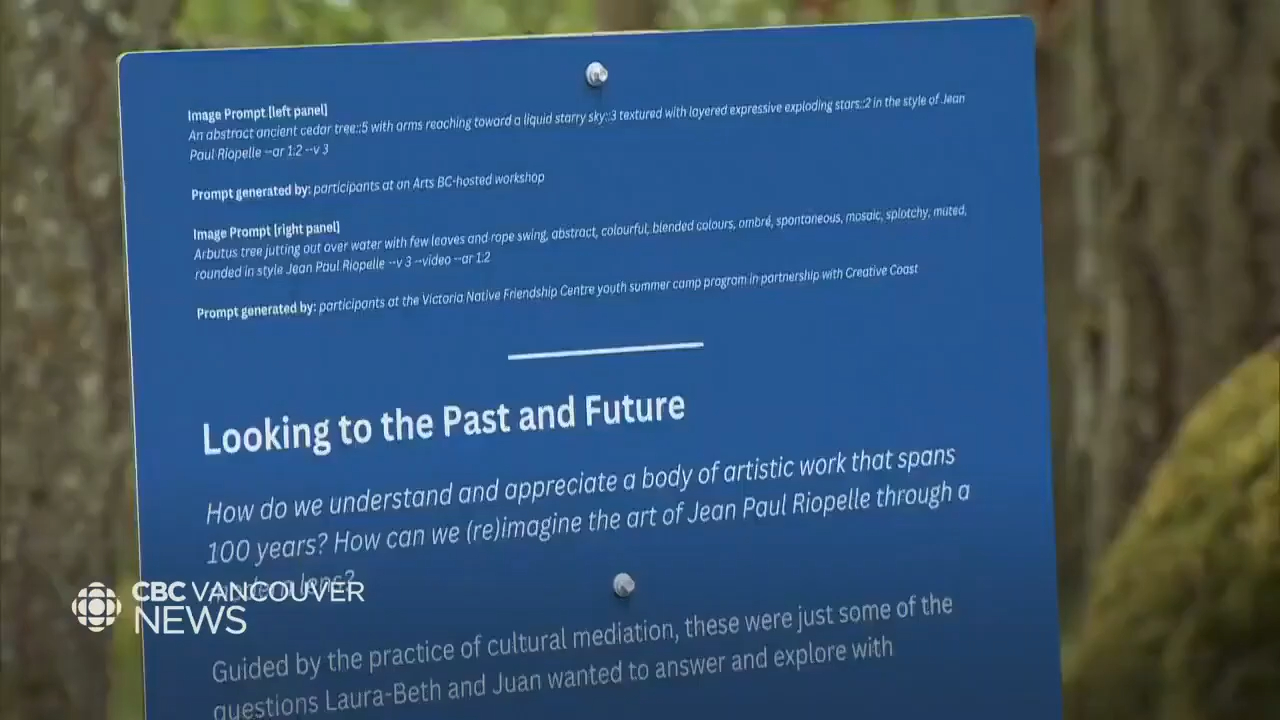 Image Prompt [left panel]
An abstract ancient cedar tree::5 with arms reaching toward a liquid starry sky::3 textured with layered expressive exploding stars::2 in the style of Jean
Paul Riopelle --ar 1:2 --v 3
Prompt generated by: participants at an Arts BC-hosted workshop
Image Prompt [right panel]
Arbutus tree jutting out over water with few leaves and rope swing, abstract, colourful, blended colours, ombré, spontaneous, mosaic, splotchy, muted,
rounded in style Jean Paul Riopelle --v 3 --video --ar 1:2
Prompt generated by: participants at the Victoria Native Friendship Centre youth summer camp program in partnership with Creative Coast
Looking to the Past and Future
How do we understand and appreciate a body of artistic work that spans
100 years? How can we (re)imagine the art of Jean Paul Riopelle through a
lens?
CBC VANCOUVER
NEWS
Guided by the practice of cultural mediation, these were just some of the
questions Laura-Beth and Juan wanted to answer and explore with